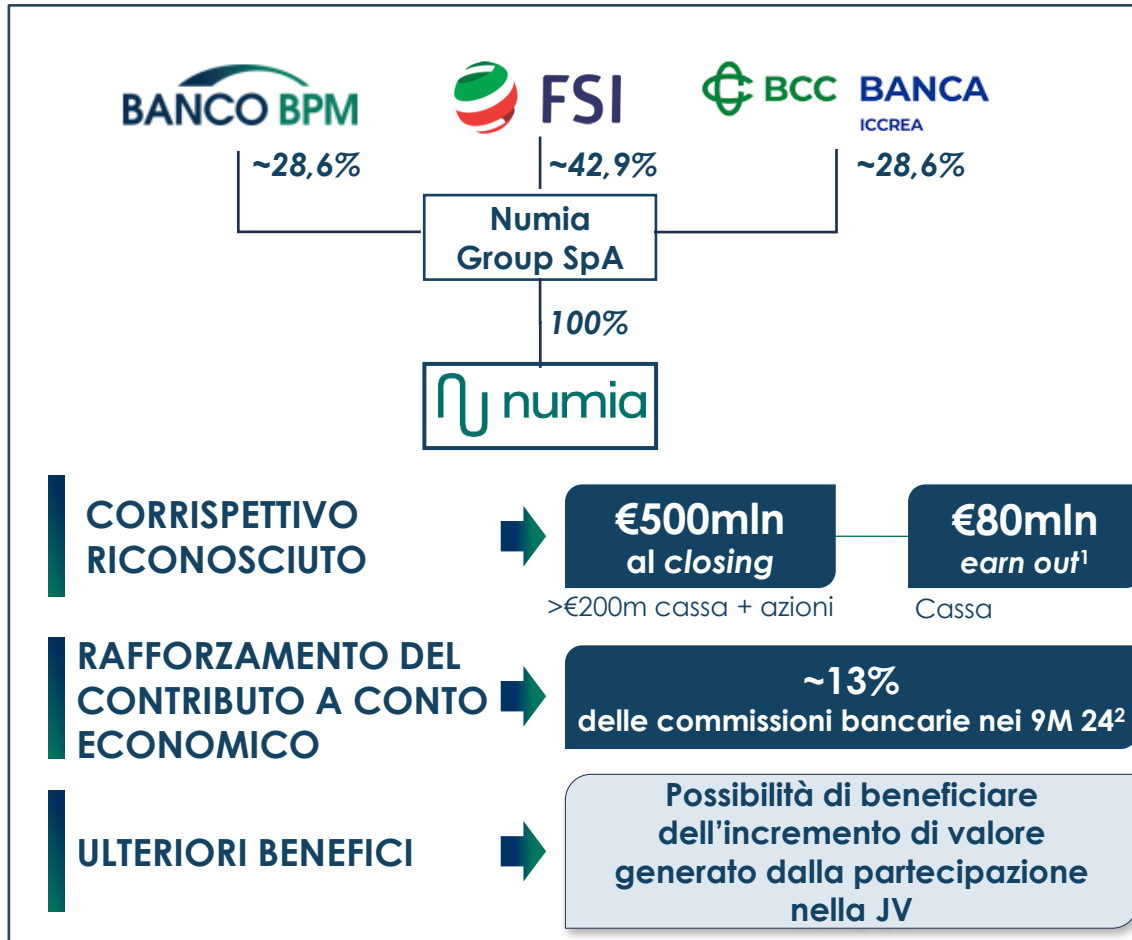 BANCO BPM
FSI
BCC BANCA
ICCREA
~28,6%
~42,9%
~28,6%
Numia
Group SpA
100%
numia
CORRISPETTIVO
RICONOSCIUTO
€500mln
al closing
€80mln
earn out¹
>€200m cassa + azioni
Cassa
RAFFORZAMENTO DEL
CONTRIBUTO A CONTO
ECONOMICO
~13%
delle commissioni bancarie nei 9M 24²
ULTERIORI BENEFICI
Possibilità di beneficiare
dell’incremento di valore
generato dalla partecipazione
nella JV